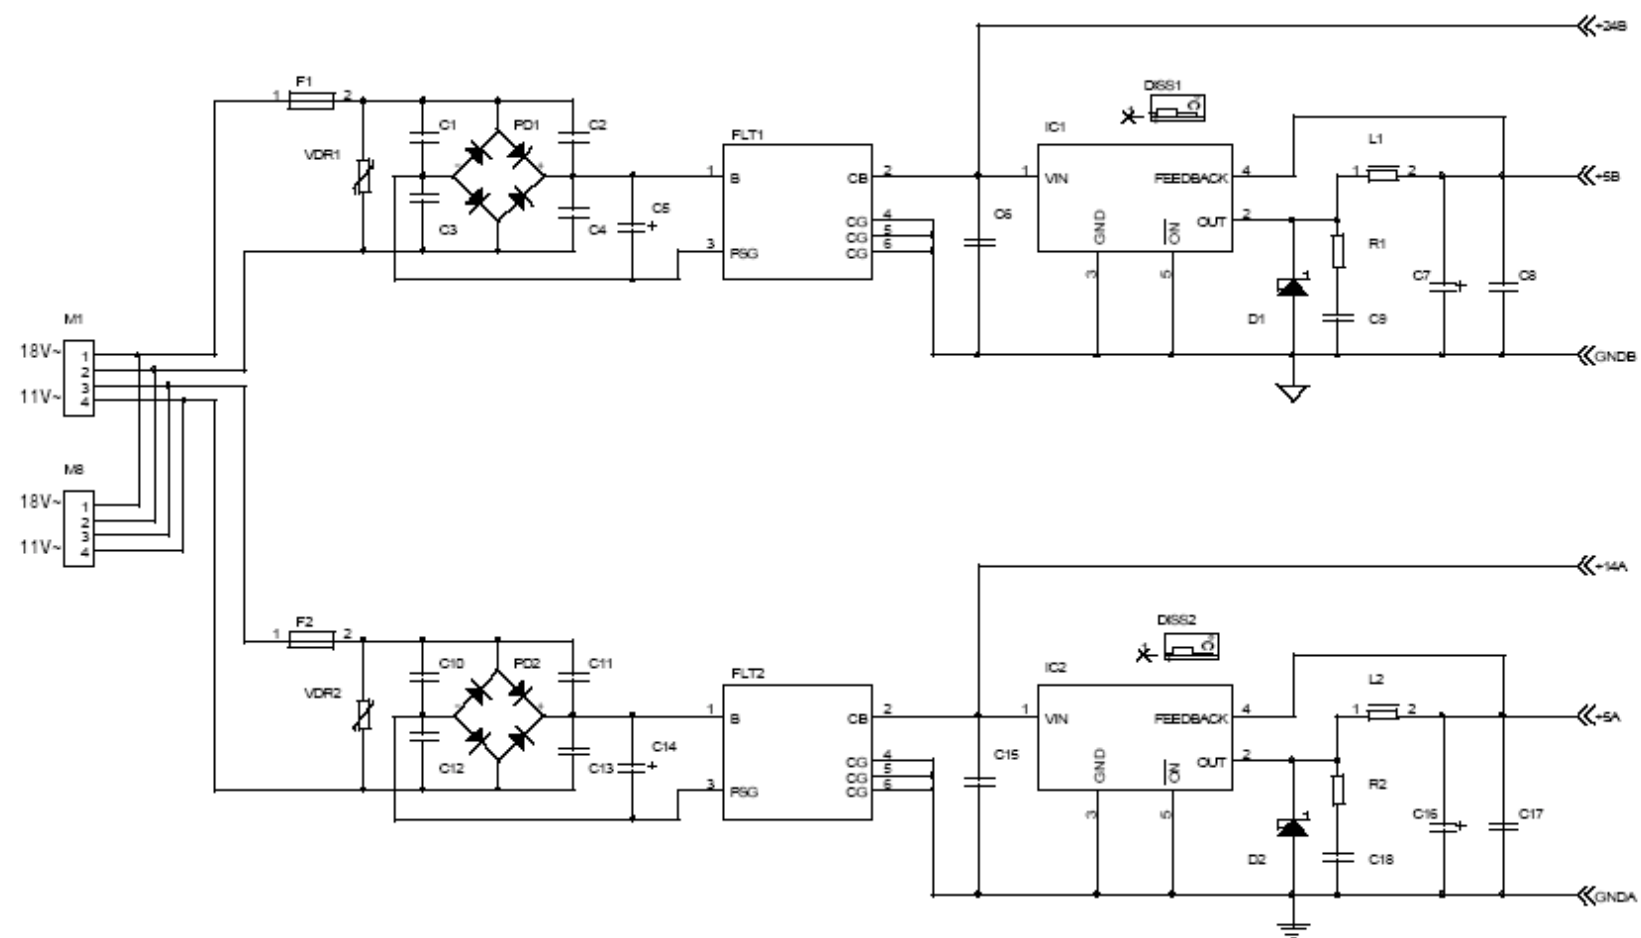 +24B
F1
1 2
DISS1
C1 PD1 C2
FLT1
IC1
L1
VDR1
1 B CB 2
1 VIN FEEDBACK 4
1 2
+5B
C3 C4 C5
C6
CG 4
CG 5
CG 6
3 PSG
GND
ON
OUT 2
R1
3 5
1
C7 C8
D1 C9
M1
18V~ 1
2
3
11V~ 4
GNDB
M8
18V~ 1
2
3
11V~ 4
+14A
F2
1 2
DISS2
C10 PD2 C11
FLT2
IC2
L2
VDR2
1 B CB 2
1 VIN FEEDBACK 4
1 2
+5A
C12 C13 C14
C15
CG 4
CG 5
CG 6
3 PSG
GND
ON
OUT 2
R2
3 5
1
C16 C17
D2 C18
GNDA